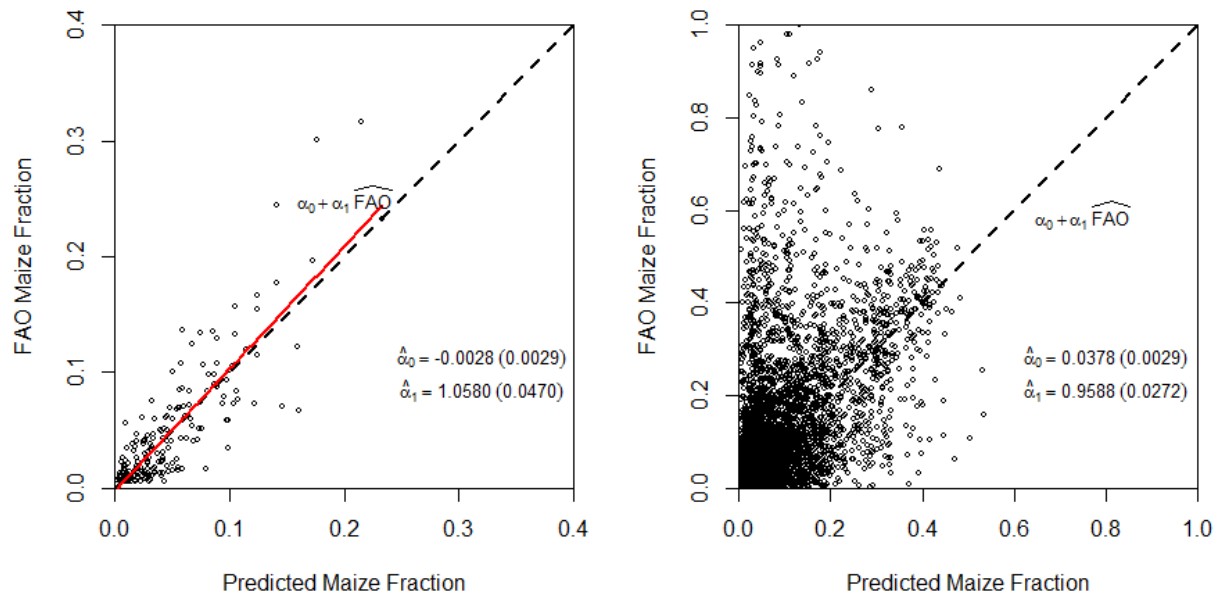 0.4
0.3
0.2
0.1
0.0
FAO Maize Fraction
α₀ + α₁ F͡AO
α̂₀ = -0.0028 (0.0029)
α̂₁ = 1.0580 (0.0470)
0.0 0.1 0.2 0.3 0.4
Predicted Maize Fraction
1.0
0.8
0.6
0.4
0.2
0.0
FAO Maize Fraction
α₀ + α₁ F͡AO
α̂₀ = 0.0378 (0.0029)
α̂₁ = 0.9588 (0.0272)
0.0 0.2 0.4 0.6 0.8 1.0
Predicted Maize Fraction